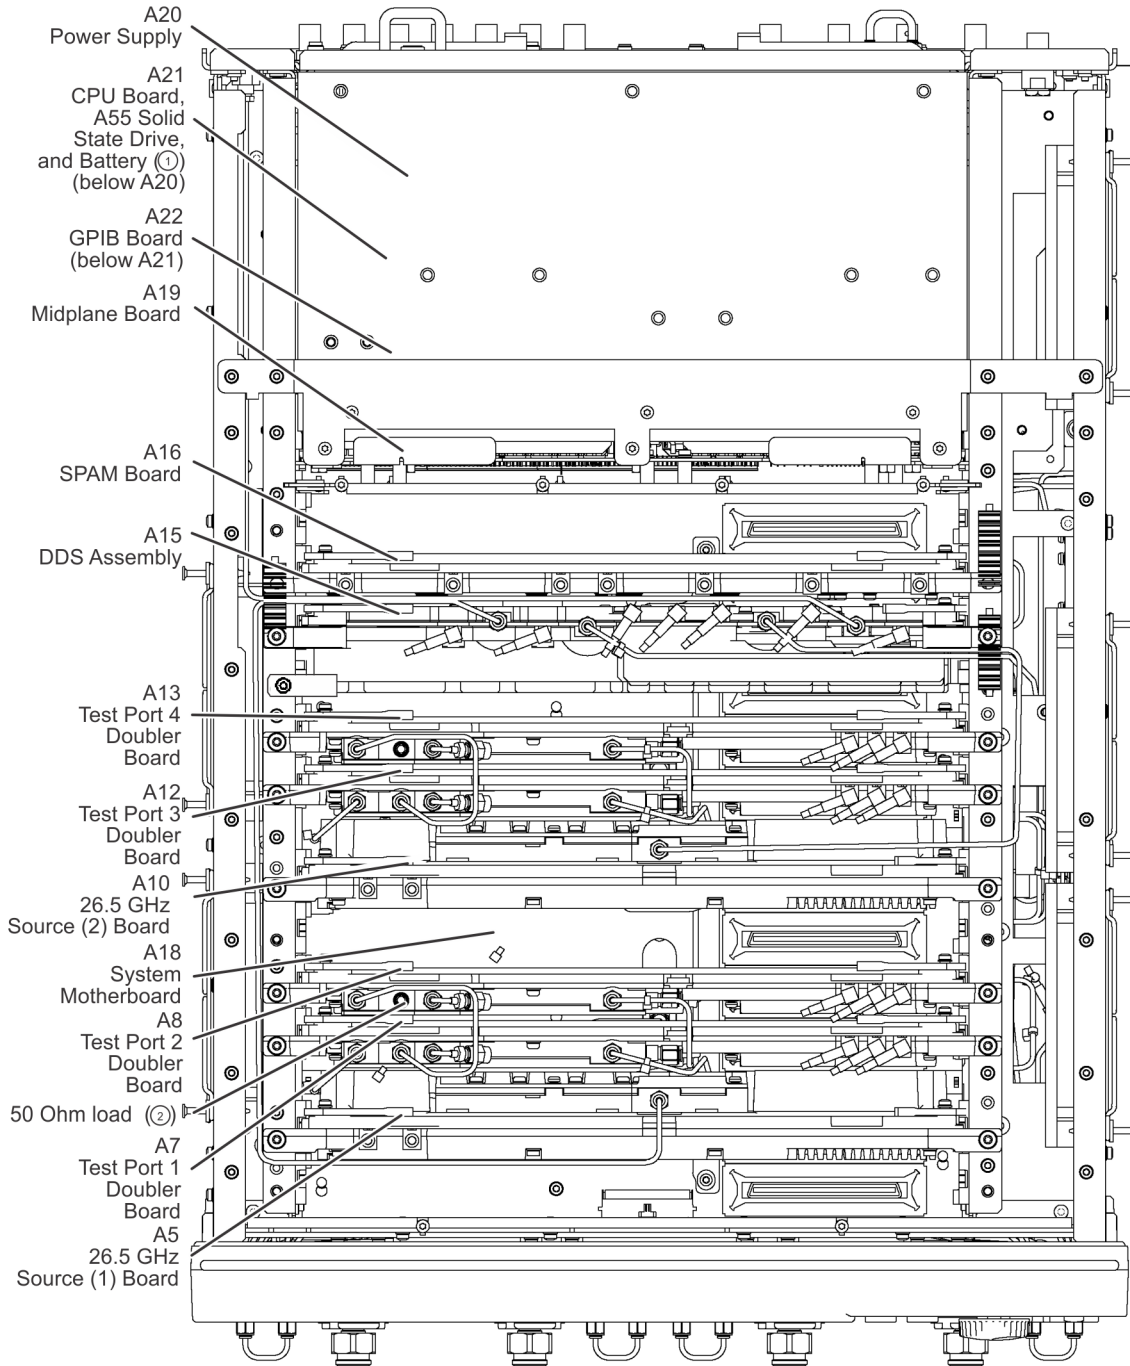 A20
Power Supply
A21
CPU Board,
A55 Solid
State Drive,
and Battery (①)
(below A20)
A22
GPIB Board
(below A21)
A19
Midplane Board
A16
SPAM Board
A15
DDS Assembly
A13
Test Port 4
Doubler
Board
A12
Test Port 3
Doubler
Board
A10
26.5 GHz
Source (2) Board
A18
System
Motherboard
A8
Test Port 2
Doubler
Board
50 Ohm load (②)
A7
Test Port 1
Doubler
Board
A5
26.5 GHz
Source (1) Board